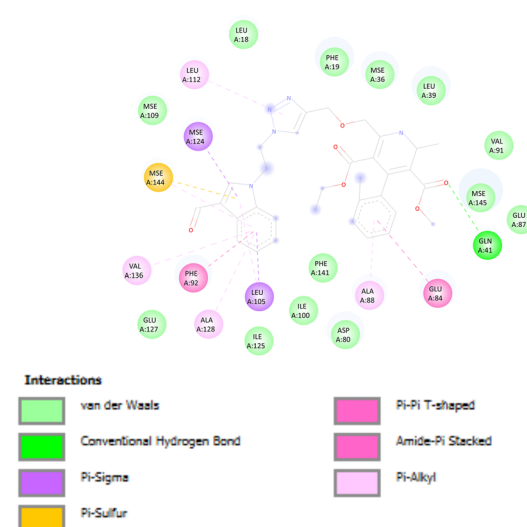 LEU
A:18
PHE
A:19
MSE
A:36
LEU
A:39
LEU
A:112
MSE
A:109
MSE
A:124
VAL
A:91
MSE
A:144
MSE
A:145
GLU
A:87
GLN
A:41
N
N
N
O
N
O
O
O
O
N
O
VAL
A:136
PHE
A:92
LEU
A:105
PHE
A:141
ALA
A:88
GLU
A:84
GLU
A:127
ALA
A:128
ILE
A:125
ILE
A:100
ASP
A:80
Interactions
van der Waals
Conventional Hydrogen Bond
Pi-Sigma
Pi-Sulfur
Pi-Pi T-shaped
Amide-Pi Stacked
Pi-Alkyl